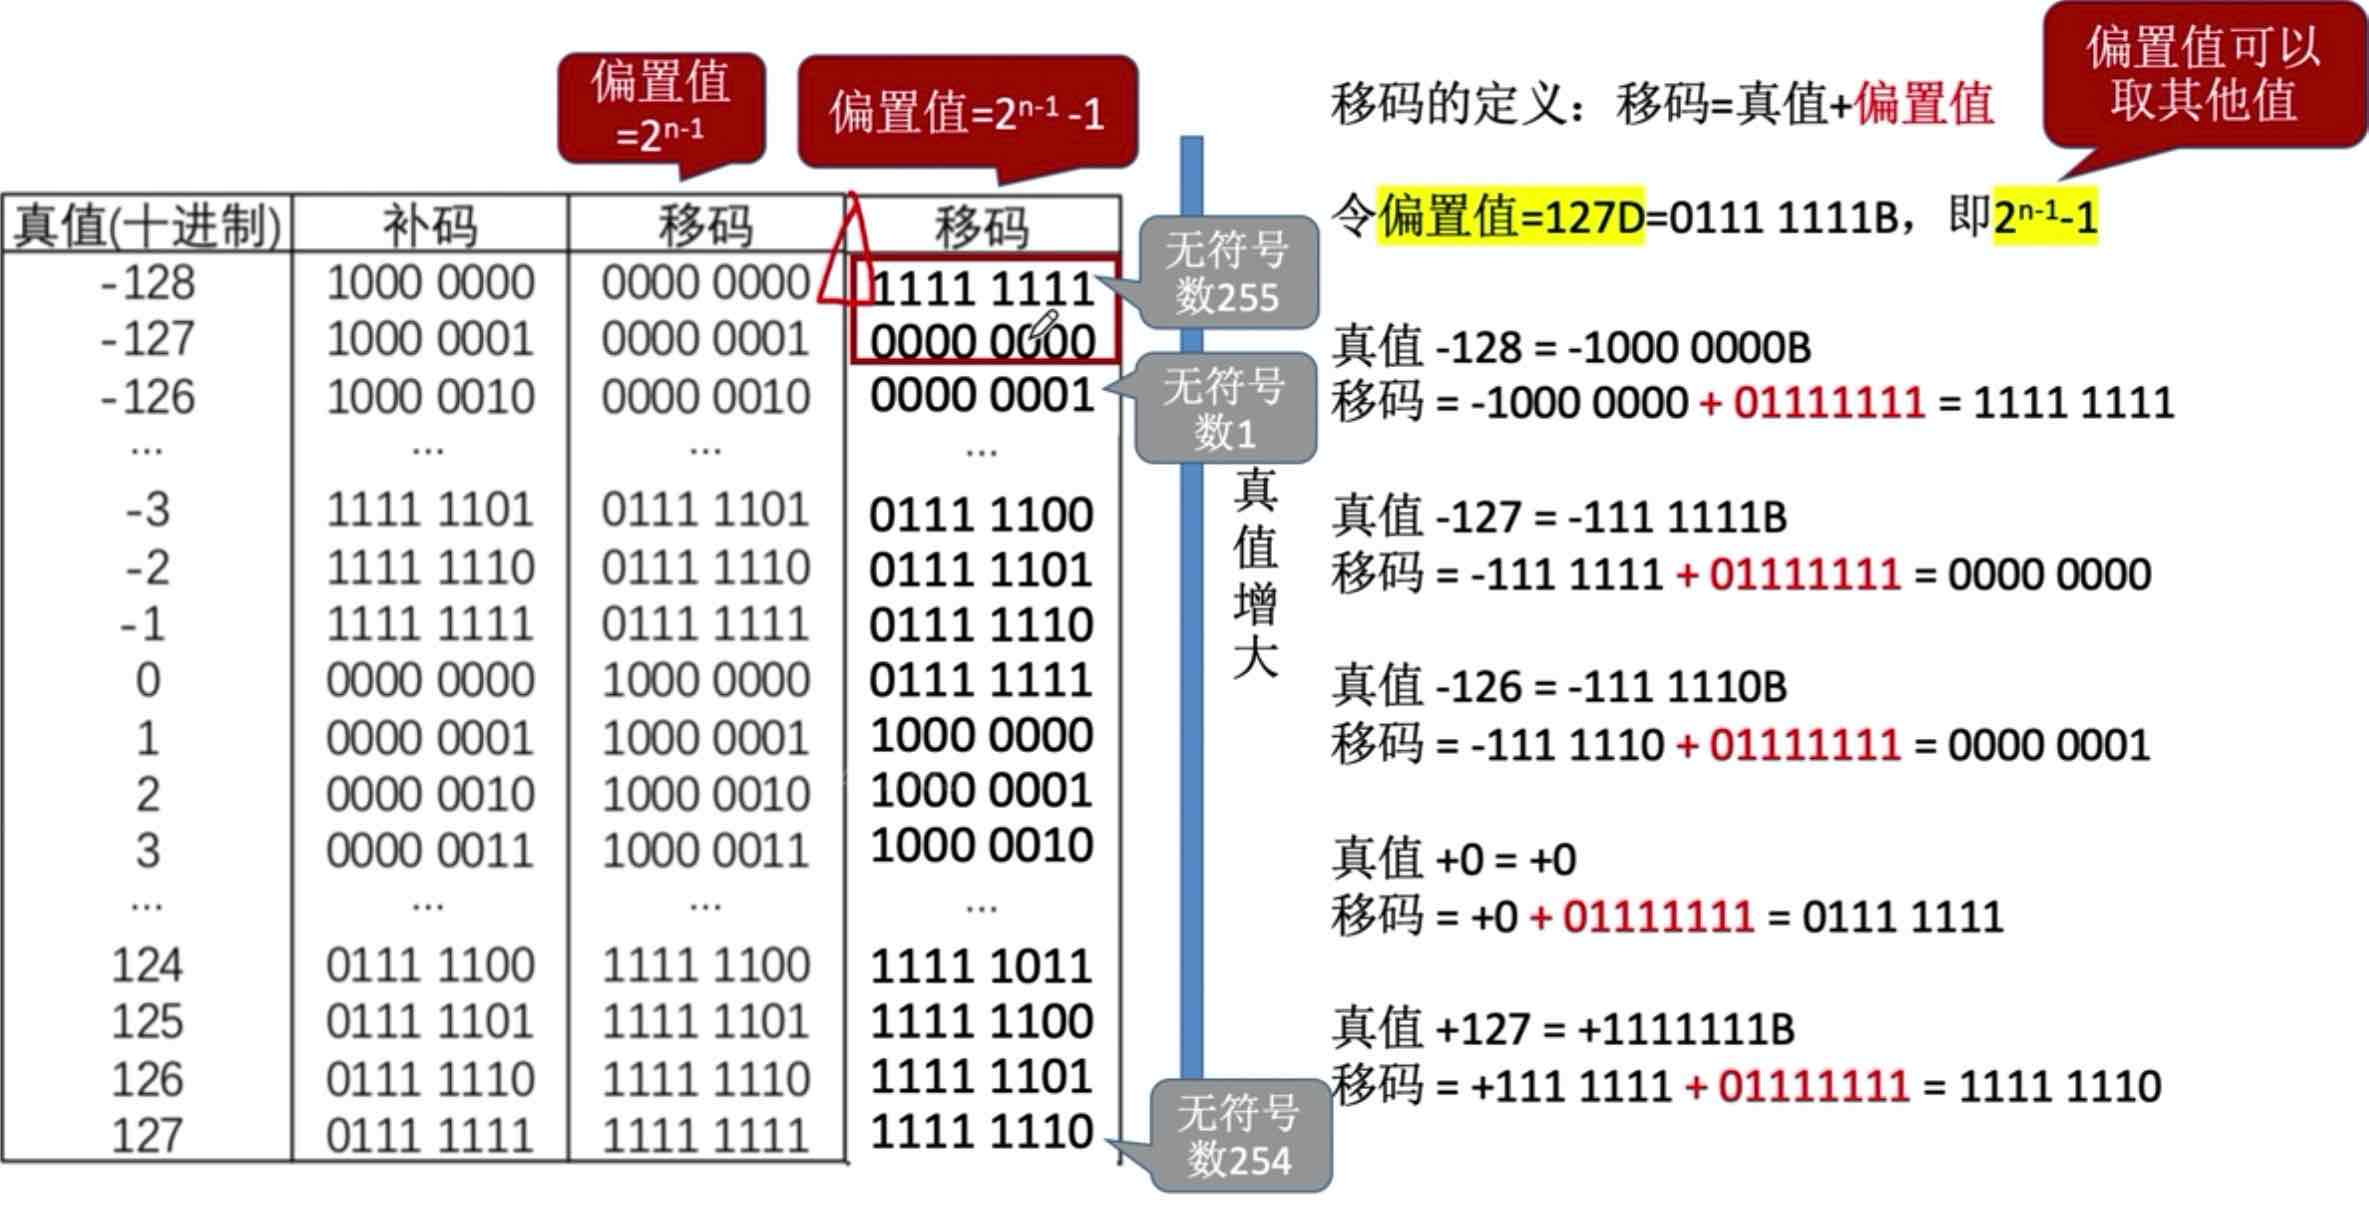 偏置值
=2ⁿ⁻¹
偏置值=2ⁿ⁻¹ -1
真值(十进制) 补码 移码 移码
-128 1000 0000 0000 0000 1111 1111
-127 1000 0001 0000 0001 0000 0000
-126 1000 0010 0000 0010 0000 0001
... ... ... ...
-3 1111 1101 0111 1101 0111 1100
-2 1111 1110 0111 1110 0111 1101
-1 1111 1111 0111 1111 0111 1110
0 0000 0000 1000 0000 0111 1111
1 0000 0001 1000 0001 1000 0000
2 0000 0010 1000 0010 1000 0001
3 0000 0011 1000 0011 1000 0010
... ... ... ...
124 0111 1100 1111 1100 1111 1011
125 0111 1101 1111 1101 1111 1100
126 0111 1110 1111 1110 1111 1101
127 0111 1111 1111 1111 1111 1110
无符号
数255
无符号
数1
真
值
增
大
无符号
数254
偏置值可以
取其他值
移码的定义：移码=真值+偏置值
令偏置值=127D=0111 1111B，即2ⁿ⁻¹-1
真值 -128 = -1000 0000B
移码 = -1000 0000 + 01111111 = 1111 1111
真值 -127 = -111 1111B
移码 = -111 1111 + 01111111 = 0000 0000
真值 -126 = -111 1110B
移码 = -111 1110 + 01111111 = 0000 0001
真值 +0 = +0
移码 = +0 + 01111111 = 0111 1111
真值 +127 = +1111111B
移码 = +111 1111 + 01111111 = 1111 1110